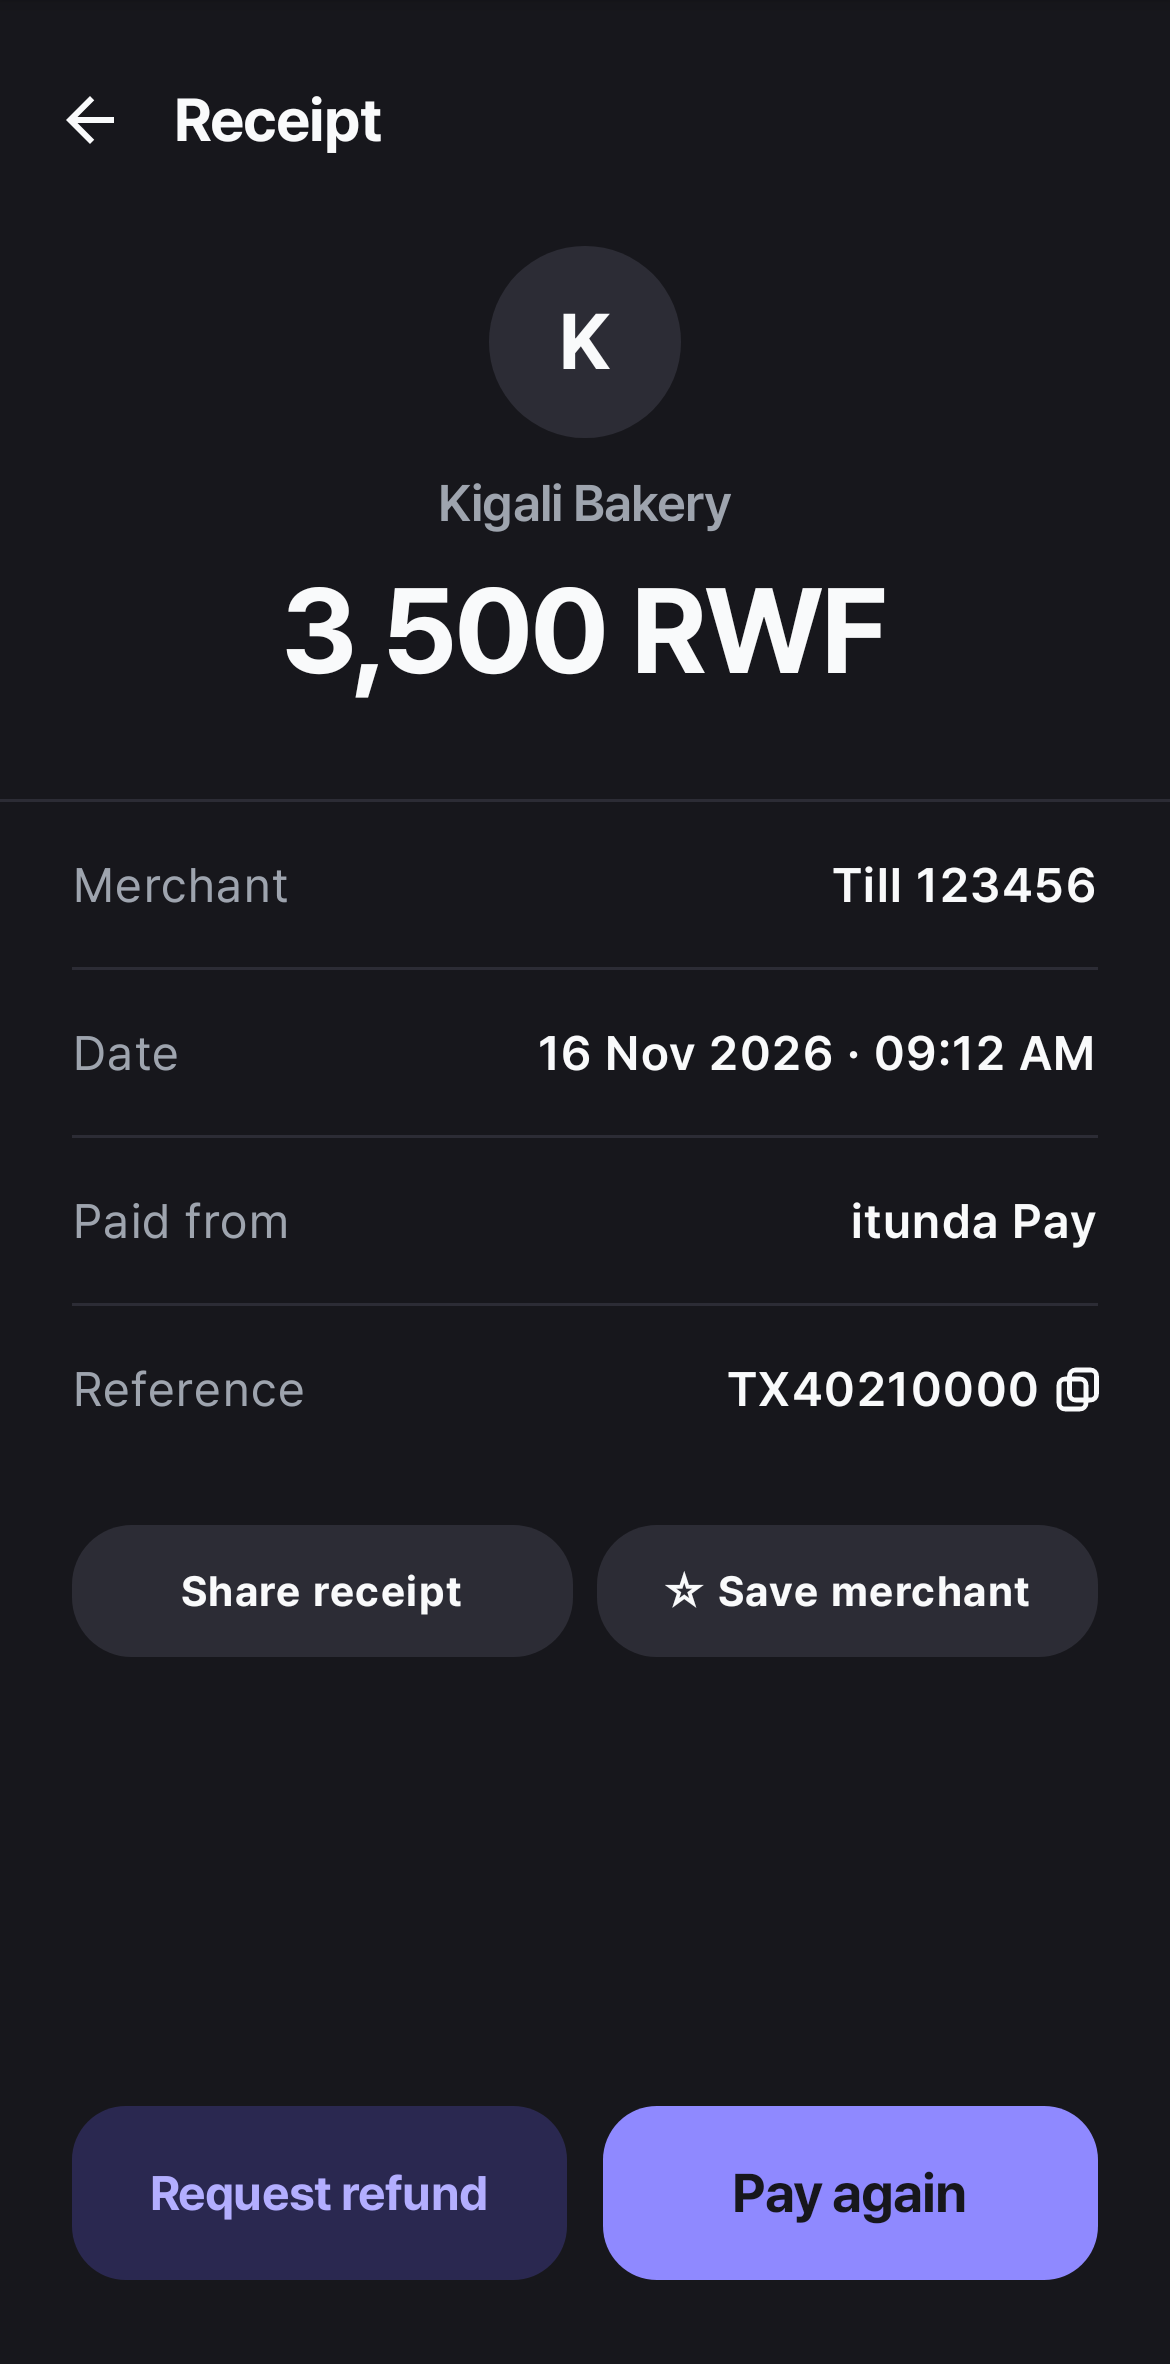 Receipt
K
Kigali Bakery
3,500 RWF
Merchant Till 123456
Date 16 Nov 2026 · 09:12 AM
Paid from itunda Pay
Reference TX40210000
Share receipt ☆ Save merchant
Request refund Pay again